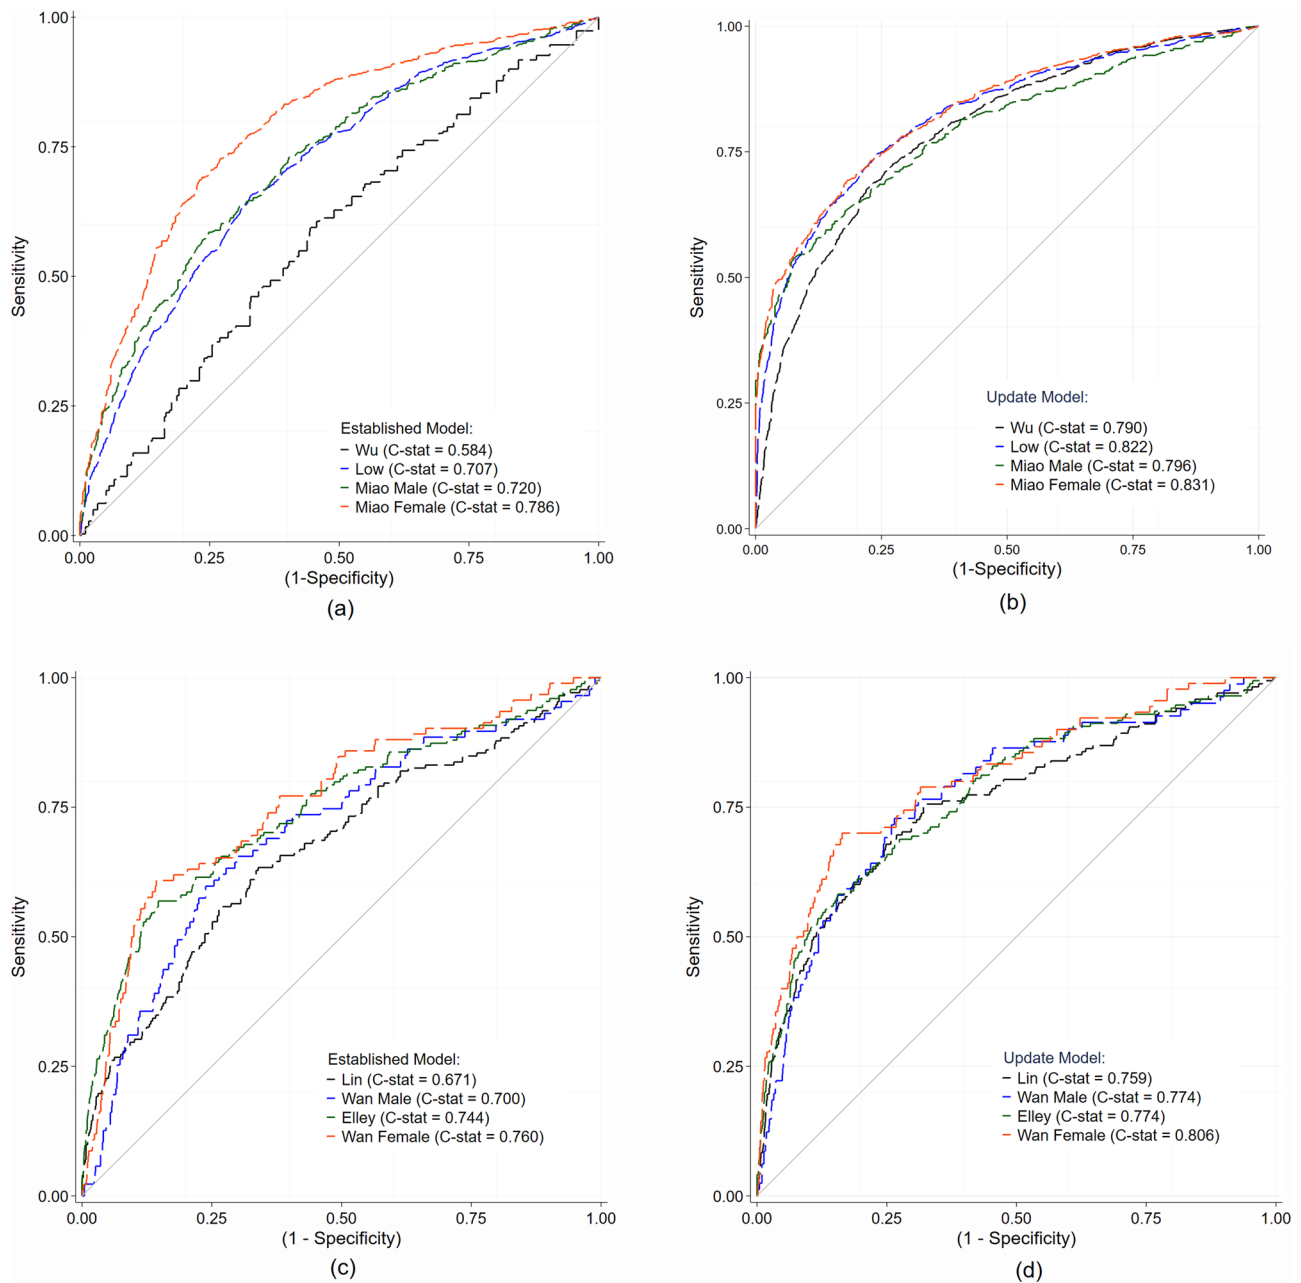 1.00
0.75
0.50
0.25
0.00
Sensitivity
Established Model:
Wu (C-stat = 0.584)
Low (C-stat = 0.707)
Miao Male (C-stat = 0.720)
Miao Female (C-stat = 0.786)
0.00 0.25 0.50 0.75 1.00
(1-Specificity)
(a)
1.00
0.75
0.50
0.25
0.00
Sensitivity
Update Model:
Wu (C-stat = 0.790)
Low (C-stat = 0.822)
Miao Male (C-stat = 0.796)
Miao Female (C-stat = 0.831)
0.00 0.25 0.50 0.75 1.00
(1-Specificity)
(b)
1.00
0.75
0.50
0.25
0.00
Sensitivity
Established Model:
Lin (C-stat = 0.671)
Wan Male (C-stat = 0.700)
Elley (C-stat = 0.744)
Wan Female (C-stat = 0.760)
0.00 0.25 0.50 0.75 1.00
(1 - Specificity)
(c)
1.00
0.75
0.50
0.25
0.00
Sensitivity
Update Model:
Lin (C-stat = 0.759)
Wan Male (C-stat = 0.774)
Elley (C-stat = 0.774)
Wan Female (C-stat = 0.806)
0.00 0.25 0.50 0.75 1.00
(1 - Specificity)
(d)